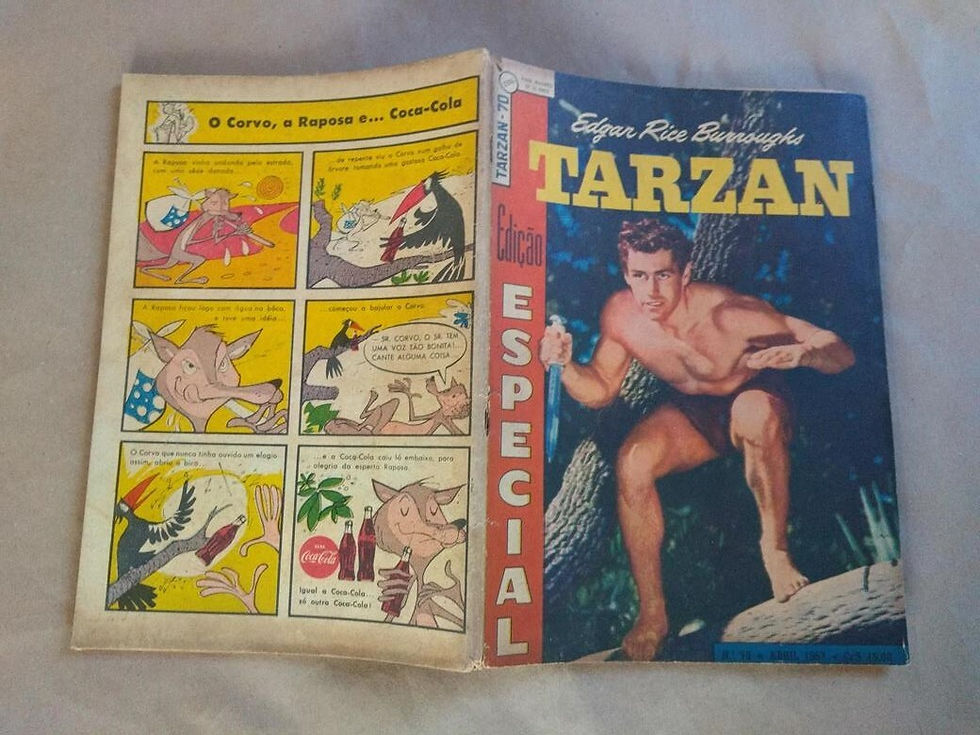 O Corvo, a Raposa e... Coca-Cola
A Raposa vinha andando pela estrada,
com uma sêde danada...
...de repente viu o Corvo num galho de
árvore tomando uma gostosa Coca-Cola.
A Raposa ficou logo com água na bôca,
e teve uma idéia...
...começou a bajular o Corvo.
— SR. CORVO, O SR. TEM
UMA VOZ TÃO BONITA!...
CANTE ALGUMA COISA...
O Corvo que nunca tinha ouvido um elogio
assim, abriu o bico...
...e a Coca-Cola caiu lá embaixo, para
alegria da esperta Raposa.
Coca-Cola
Igual a Coca-Cola...
só outra Coca-Cola!
TARZAN - 70
Edição
ESPECIAL
Edgar Rice Burroughs
TARZAN
ABRIL